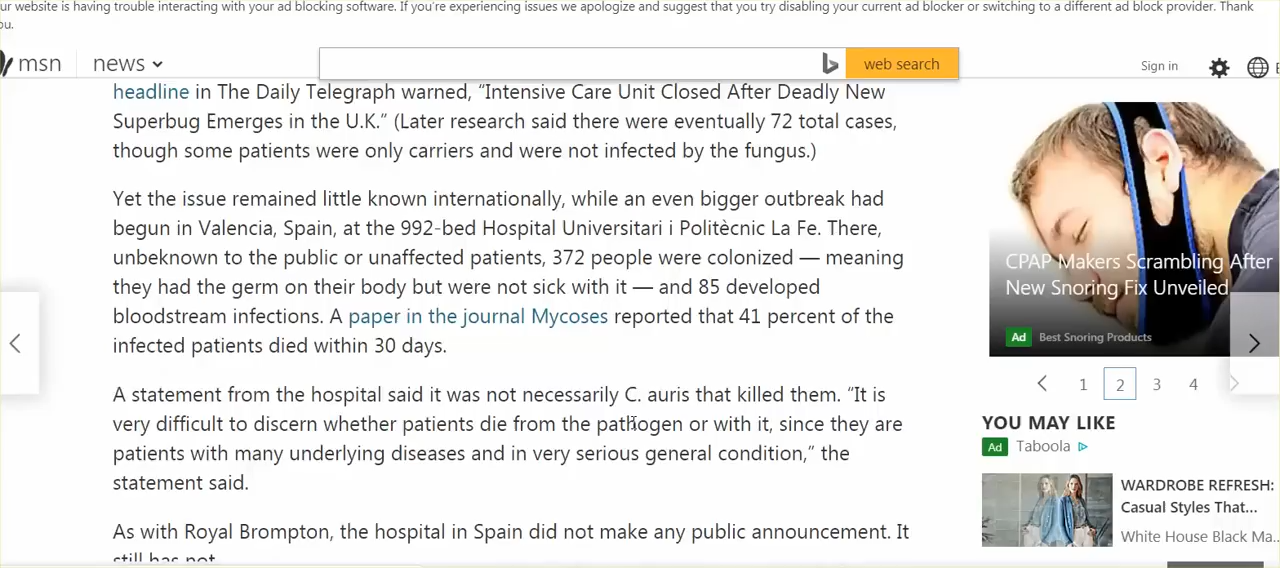 ur website is having trouble interacting with your ad blocking software. If you're experiencing issues we apologize and suggest that you try disabling your current ad blocker or switching to a different ad block provider. Thank
ou.
msn news web search Sign in
headline in The Daily Telegraph warned, “Intensive Care Unit Closed After Deadly New
Superbug Emerges in the U.K.” (Later research said there were eventually 72 total cases,
though some patients were only carriers and were not infected by the fungus.)
Yet the issue remained little known internationally, while an even bigger outbreak had
begun in Valencia, Spain, at the 992-bed Hospital Universitari i Politècnic La Fe. There,
unbeknown to the public or unaffected patients, 372 people were colonized — meaning
they had the germ on their body but were not sick with it — and 85 developed
bloodstream infections. A paper in the journal Mycoses reported that 41 percent of the
infected patients died within 30 days.
A statement from the hospital said it was not necessarily C. auris that killed them. “It is
very difficult to discern whether patients die from the pathogen or with it, since they are
patients with many underlying diseases and in very serious general condition,” the
statement said.
As with Royal Brompton, the hospital in Spain did not make any public announcement. It
still has not.
CPAP Makers Scrambling After
New Snoring Fix Unveiled
Ad Best Snoring Products
1 2 3 4
YOU MAY LIKE
Ad Taboola
WARDROBE REFRESH:
Casual Styles That...
White House Black Ma...